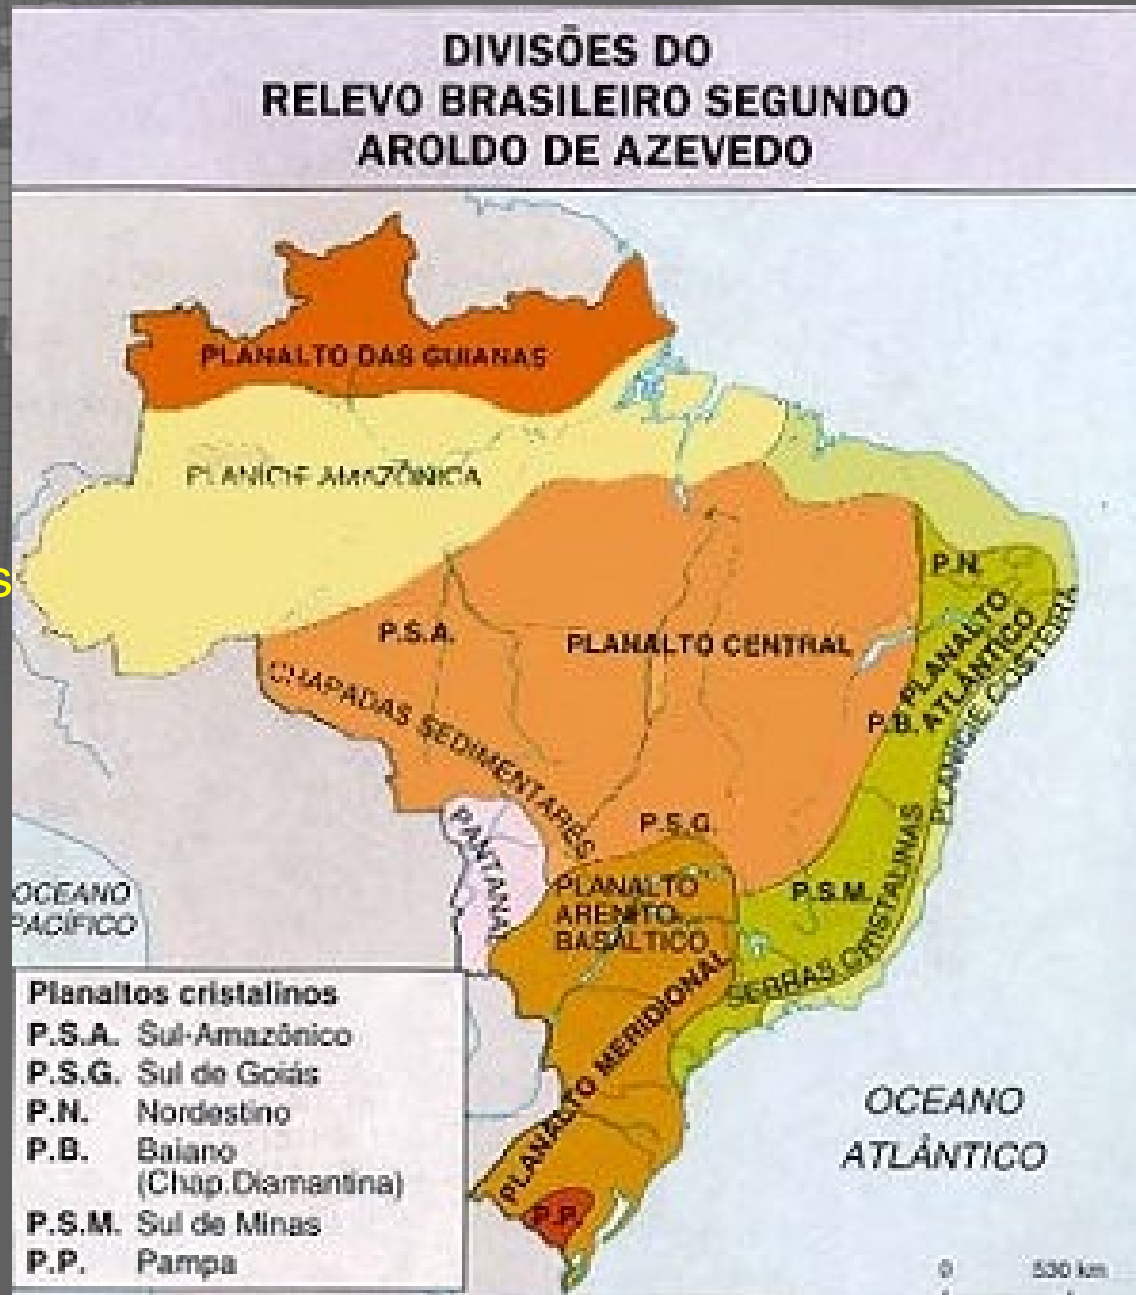 DIVISÕES DO
RELEVO BRASILEIRO SEGUNDO
AROLDO DE AZEVEDO
PLANALTO DAS GUIANAS
PLANÍCIE AMAZÔNICA
s
P.N.
P.S.A.
PLANALTO CENTRAL
PLANALTO
ATLÂNTICO
PLANÍCIE COSTEIRA
CHAPADAS SEDIMENTARES
P.B.
P.S.G.
PANTANAL
PLANALTO
ARENITO
BASÁLTICO
P.S.M.
SERRAS CRISTALINAS
OCEANO
PACÍFICO
PLANALTO MERIDIONAL
Planaltos cristalinos
P.S.A. Sul-Amazônico
P.S.G. Sul de Goiás
P.N. Nordestino
P.B. Baiano
(Chap.Diamantina)
P.S.M. Sul de Minas
P.P. Pampa
P.P.
OCEANO
ATLÂNTICO
0 530 km